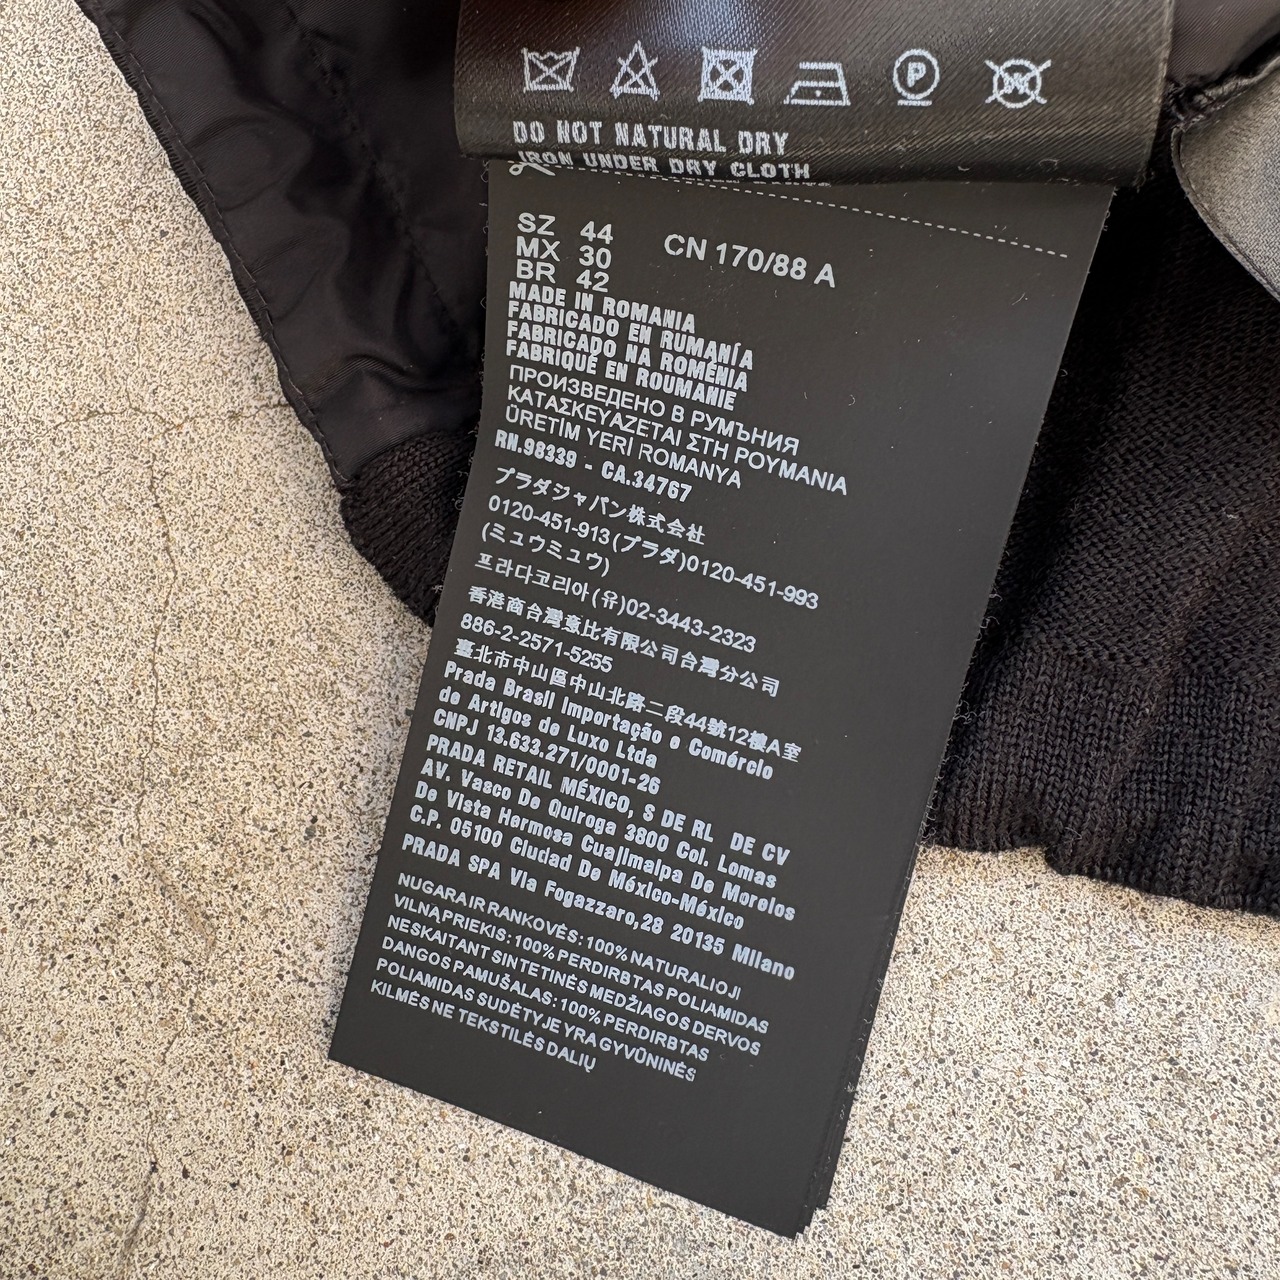 DO NOT NATURAL DRY
IRON UNDER DRY CLOTH
SZ 44 CN 170/88 A
MX 30
BR 42
MADE IN ROMANIA
FABRICADO EN RUMANÍA
FABRICADO NA ROMÉNIA
FABRIQUÉ EN ROUMANIE
ПРОИЗВЕДЕНО В РУМЪНИЯ
ΚΑΤΑΣΚΕΥΑΖΕΤΑΙ ΣΤΗ ΡΟΥΜΑΝΙΑ
ÜRETİM YERİ ROMANYA
RN.98339 - CA.34767
プラダジャパン株式会社
0120-451-913(プラダ)0120-451-993
(ミュウミュウ)
프라다코리아(유)02-3443-2323
香港商台灣意比有限公司台灣分公司
886-2-2571-5255
臺北市中山區中山北路二段44號12樓A室
Prada Brasil Importação e Comércio
de Artigos de Luxo Ltda
CNPJ 13.633.271/0001-26
PRADA RETAIL MÉXICO, S DE RL DE CV
AV. Vasco De Quiroga 3800 Col. Lomas
De Vista Hermosa Cuajimalpa De Morelos
C.P. 05100 Ciudad De México-México
PRADA SPA Via Fogazzaro,28 20135 Milano
NUGARA IR RANKOVĖS: 100% NATURALIOJI
VILNA PRIEKIS: 100% PERDIRBTAS POLIAMIDAS
NESKAITANT SINTETINĖS MEDŽIAGOS DERVOS
DANGOS PAMUŠALAS: 100% PERDIRBTAS
POLIAMIDAS SUDĖTYJE YRA GYVŪNINĖS
KILMĖS NE TEKSTILĖS DALIŲ